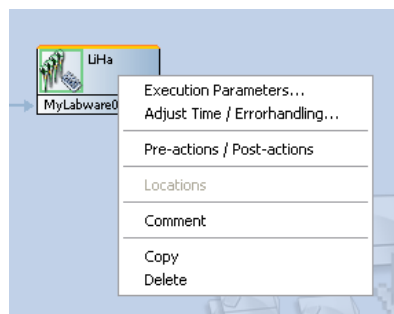 LiHa
MyLabware0
Execution Parameters...
Adjust Time / Errorhandling...
Pre-actions / Post-actions
Locations
Comment
Copy
Delete